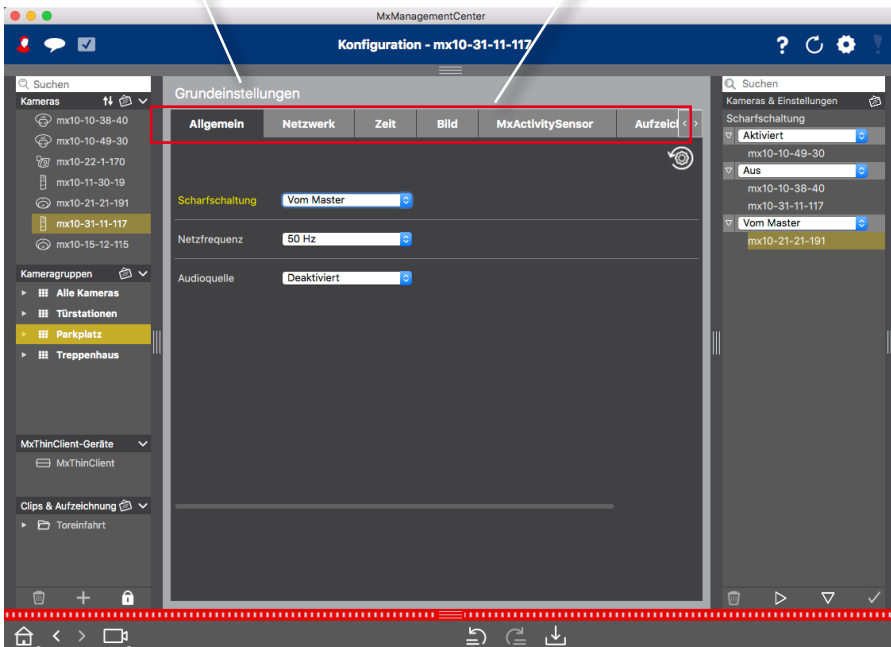 MxManagementCenter
Konfiguration - mx10-31-11-117
?
Suchen
Kameras
mx10-10-38-40
mx10-10-49-30
mx10-22-1-170
mx10-11-30-19
mx10-21-21-191
mx10-31-11-117
mx10-15-12-115
Kameragruppen
Alle Kameras
Türstationen
Parkplatz
Treppenhaus
MxThinClient-Geräte
MxThinClient
Clips & Aufzeichnung
Toreinfahrt
Grundeinstellungen
Allgemein Netzwerk Zeit Bild MxActivitySensor Aufzeicl
Scharfschaltung Vom Master
Netzfrequenz 50 Hz
Audioquelle Deaktiviert
Suchen
Kameras & Einstellungen
Scharfschaltung
Aktiviert
mx10-10-49-30
Aus
mx10-10-38-40
mx10-31-11-117
Vom Master
mx10-21-21-191